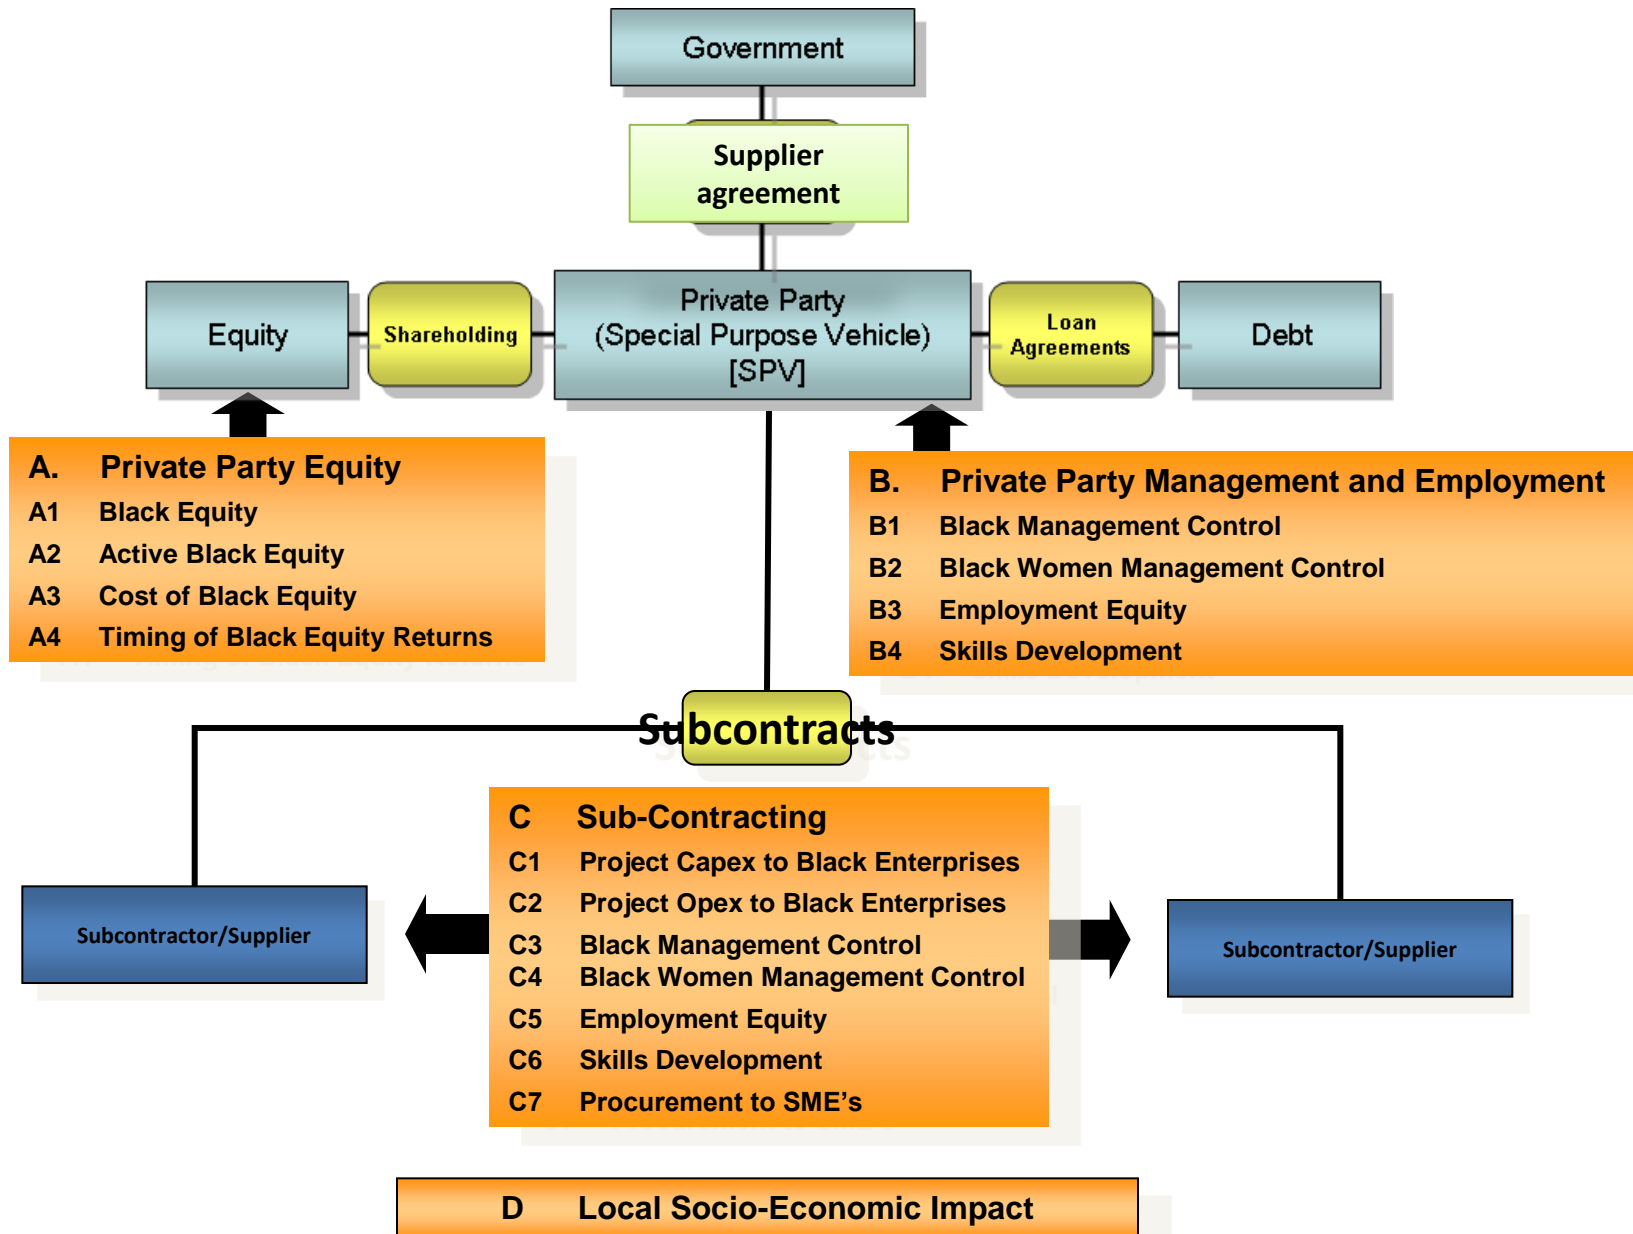 Government
Supplier
agreement
Equity
Shareholding
Private Party
(Special Purpose Vehicle)
[SPV]
Loan
Agreements
Debt
A. Private Party Equity
A1 Black Equity
A2 Active Black Equity
A3 Cost of Black Equity
A4 Timing of Black Equity Returns
B. Private Party Management and Employment
B1 Black Management Control
B2 Black Women Management Control
B3 Employment Equity
B4 Skills Development
Subcontracts
C Sub-Contracting
C1 Project Capex to Black Enterprises
C2 Project Opex to Black Enterprises
C3 Black Management Control
C4 Black Women Management Control
C5 Employment Equity
C6 Skills Development
C7 Procurement to SME’s
Subcontractor/Supplier
Subcontractor/Supplier
D Local Socio-Economic Impact